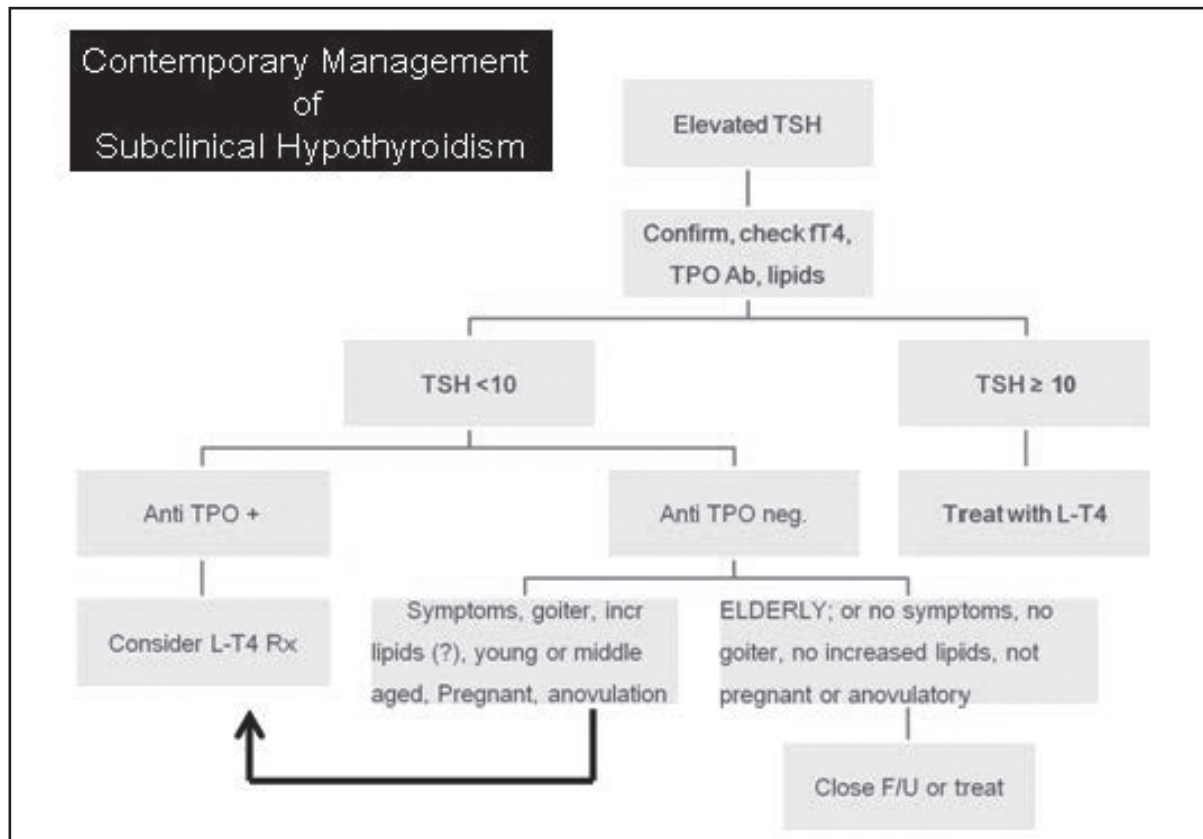 Contemporary Management
of
Subclinical Hypothyroidism
Elevated TSH
Confirm, check fT4,
TPO Ab, lipids
TSH <10
TSH ≥ 10
Anti TPO +
Anti TPO neg.
Treat with L-T4
Consider L-T4 Rx
Symptoms, goiter, incr
lipids (?), young or middle
aged, Pregnant, anovulation
ELDERLY; or no symptoms, no
goiter, no increased lipids, not
pregnant or anovulatory
Close F/U or treat